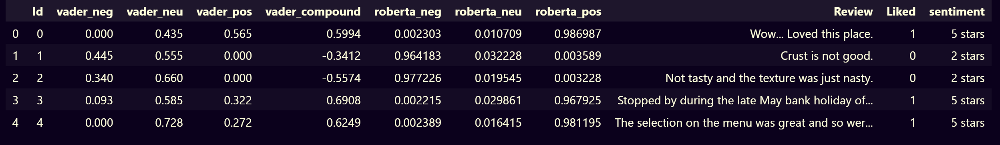 Id vader_neg vader_neu vader_pos vader_compound roberta_neg roberta_neu roberta_pos Review Liked sentiment
0 0 0.000 0.435 0.565 0.5994 0.002303 0.010709 0.986987 Wow... Loved this place. 1 5 stars
1 1 0.445 0.555 0.000 -0.3412 0.964183 0.032228 0.003589 Crust is not good. 0 2 stars
2 2 0.340 0.660 0.000 -0.5574 0.977226 0.019545 0.003228 Not tasty and the texture was just nasty. 0 2 stars
3 3 0.093 0.585 0.322 0.6908 0.002215 0.029861 0.967925 Stopped by during the late May bank holiday of... 1 5 stars
4 4 0.000 0.728 0.272 0.6249 0.002389 0.016415 0.981195 The selection on the menu was great and so wer... 1 5 stars